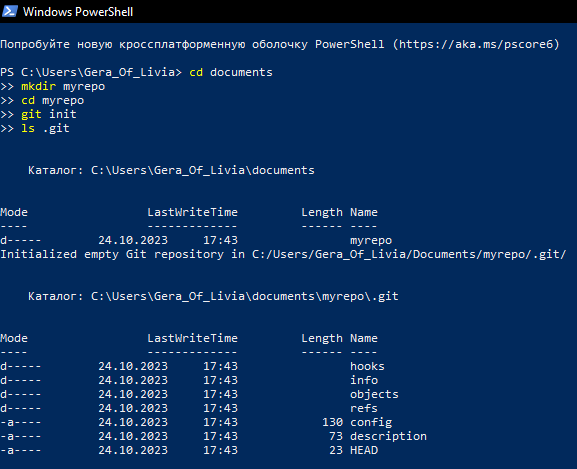 Windows PowerShell
Попробуйте новую кроссплатформенную оболочку PowerShell (https://aka.ms/pscore6)
PS C:\Users\Gera_Of_Livia> cd documents
>> mkdir myrepo
>> cd myrepo
>> git init
>> ls .git
Каталог: C:\Users\Gera_Of_Livia\documents
Mode LastWriteTime Length Name
---- ------------- ------ ----
d----- 24.10.2023 17:43 myrepo
Initialized empty Git repository in C:/Users/Gera_Of_Livia/Documents/myrepo/.git/
Каталог: C:\Users\Gera_Of_Livia\documents\myrepo\.git
Mode LastWriteTime Length Name
---- ------------- ------ ----
d----- 24.10.2023 17:43 hooks
d----- 24.10.2023 17:43 info
d----- 24.10.2023 17:43 objects
d----- 24.10.2023 17:43 refs
-a---- 24.10.2023 17:43 130 config
-a---- 24.10.2023 17:43 73 description
-a---- 24.10.2023 17:43 23 HEAD